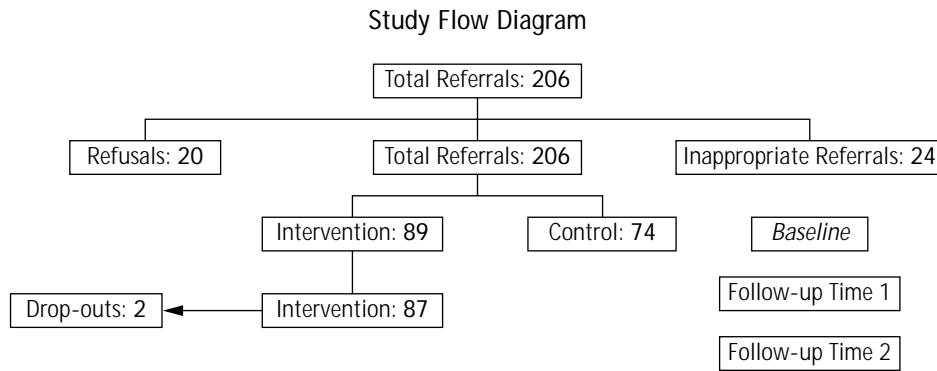 Study Flow Diagram
Total Referrals: 206
Refusals: 20
Total Referrals: 206
Inappropriate Referrals: 24
Intervention: 89
Control: 74
Baseline
Follow-up Time 1
Drop-outs: 2
Intervention: 87
Follow-up Time 2